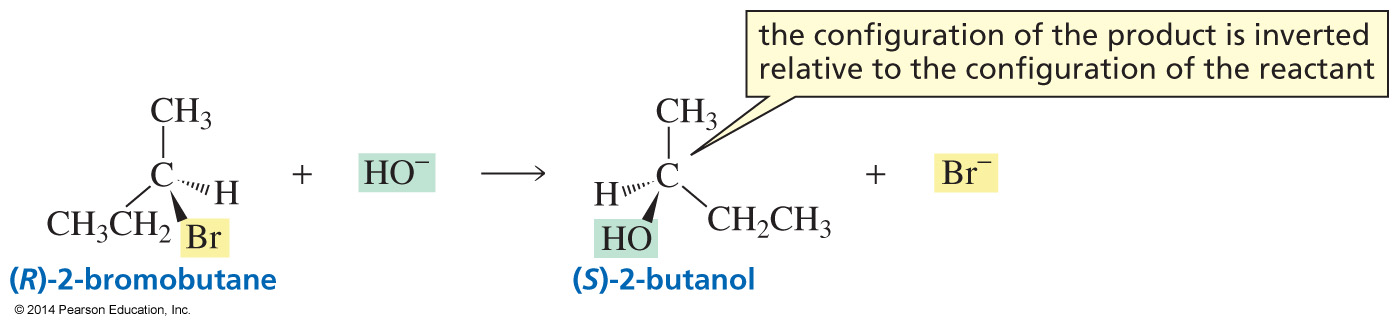 the configuration of the product is inverted
relative to the configuration of the reactant
CH₃
C
H
CH₃CH₂
Br
+
HO⁻
⟶
CH₃
H
C
HO
CH₂CH₃
+
Br⁻
(R)-2-bromobutane
(S)-2-butanol
© 2014 Pearson Education, Inc.